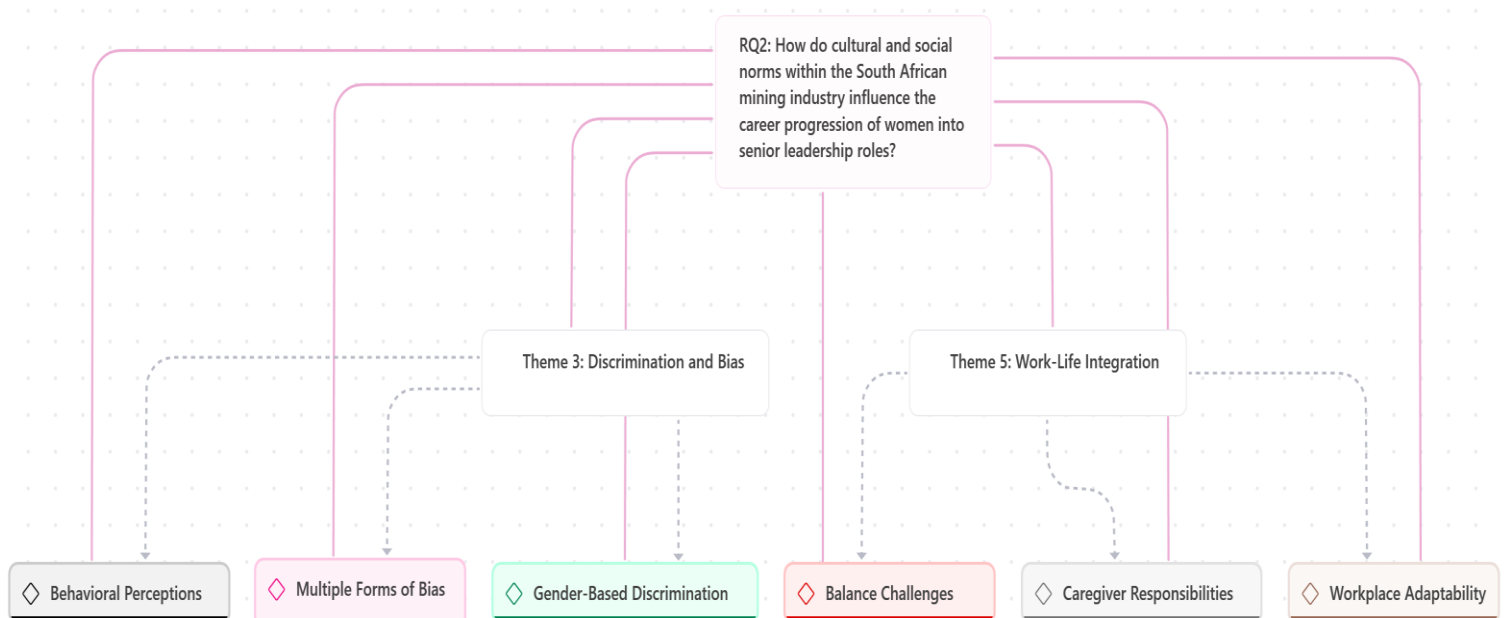 RQ2: How do cultural and social
norms within the South African
mining industry influence the
career progression of women into
senior leadership roles?
Theme 3: Discrimination and Bias
Theme 5: Work-Life Integration
Behavioral Perceptions
Multiple Forms of Bias
Gender-Based Discrimination
Balance Challenges
Caregiver Responsibilities
Workplace Adaptability